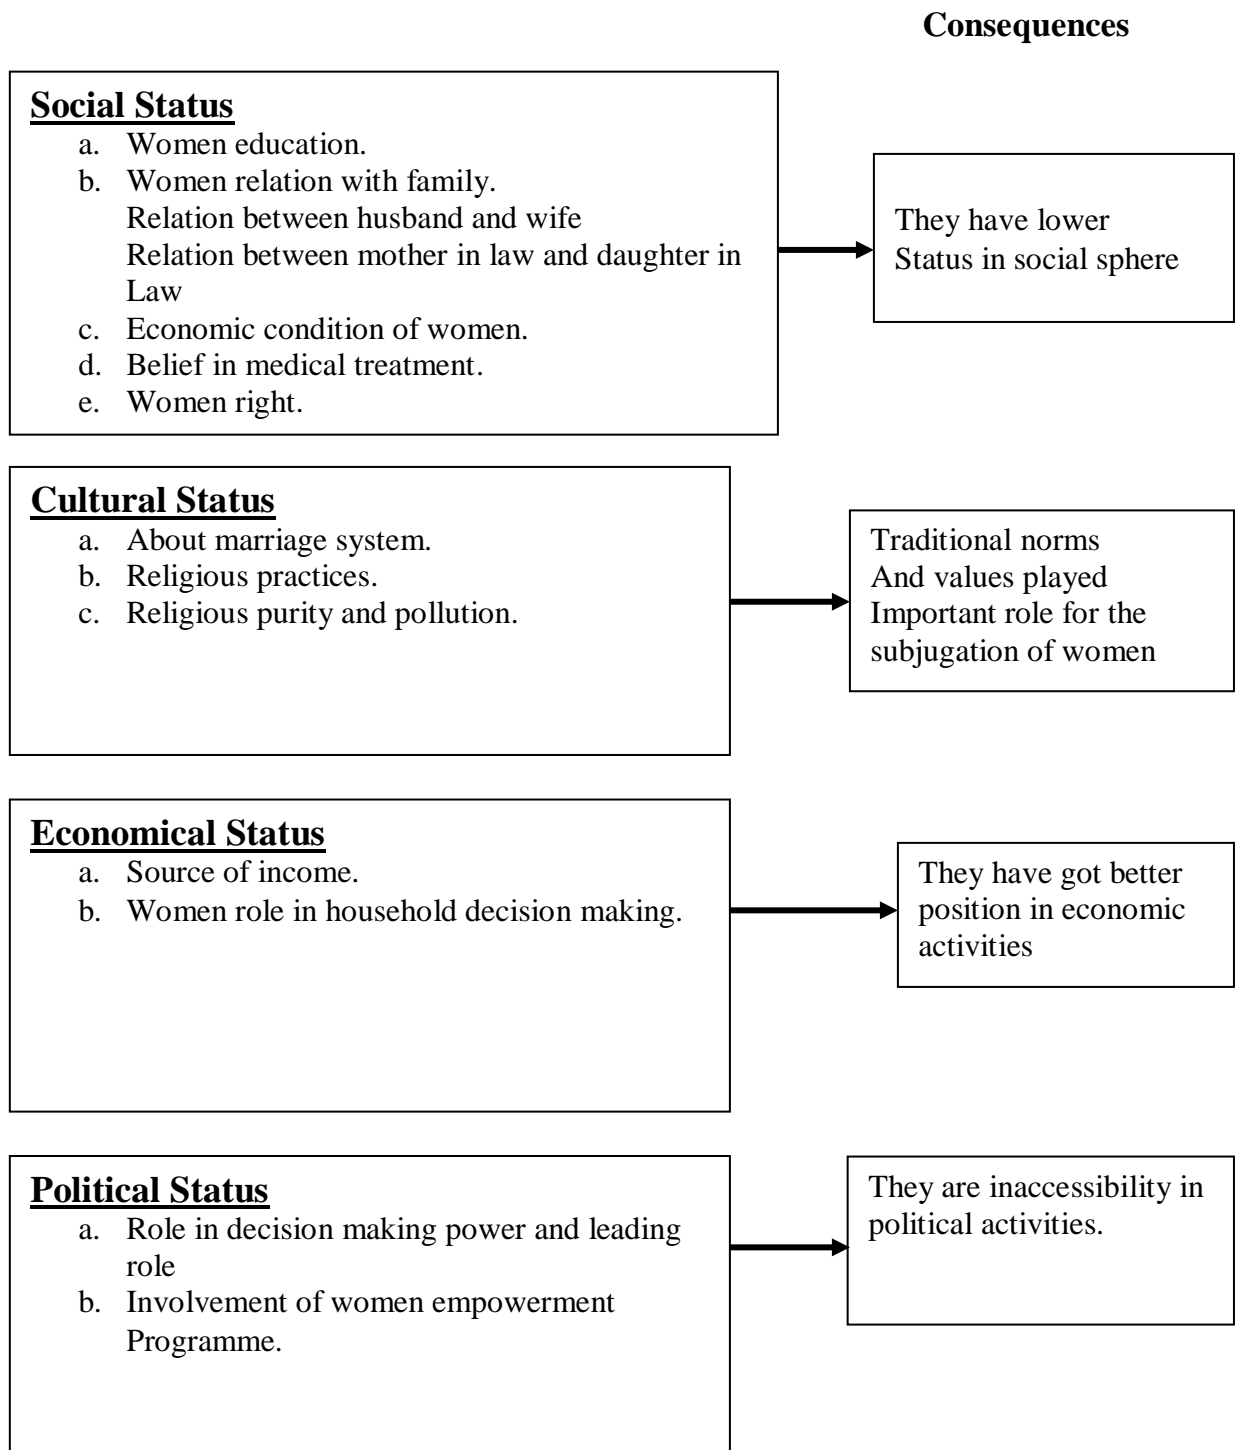 Consequences
Social Status
a. Women education.
b. Women relation with family.
Relation between husband and wife
Relation between mother in law and daughter in
Law
c. Economic condition of women.
d. Belief in medical treatment.
e. Women right.
They have lower
Status in social sphere
Cultural Status
a. About marriage system.
b. Religious practices.
c. Religious purity and pollution.
Traditional norms
And values played
Important role for the
subjugation of women
Economical Status
a. Source of income.
b. Women role in household decision making.
They have got better
position in economic
activities
Political Status
a. Role in decision making power and leading
role
b. Involvement of women empowerment
Programme.
They are inaccessibility in
political activities.